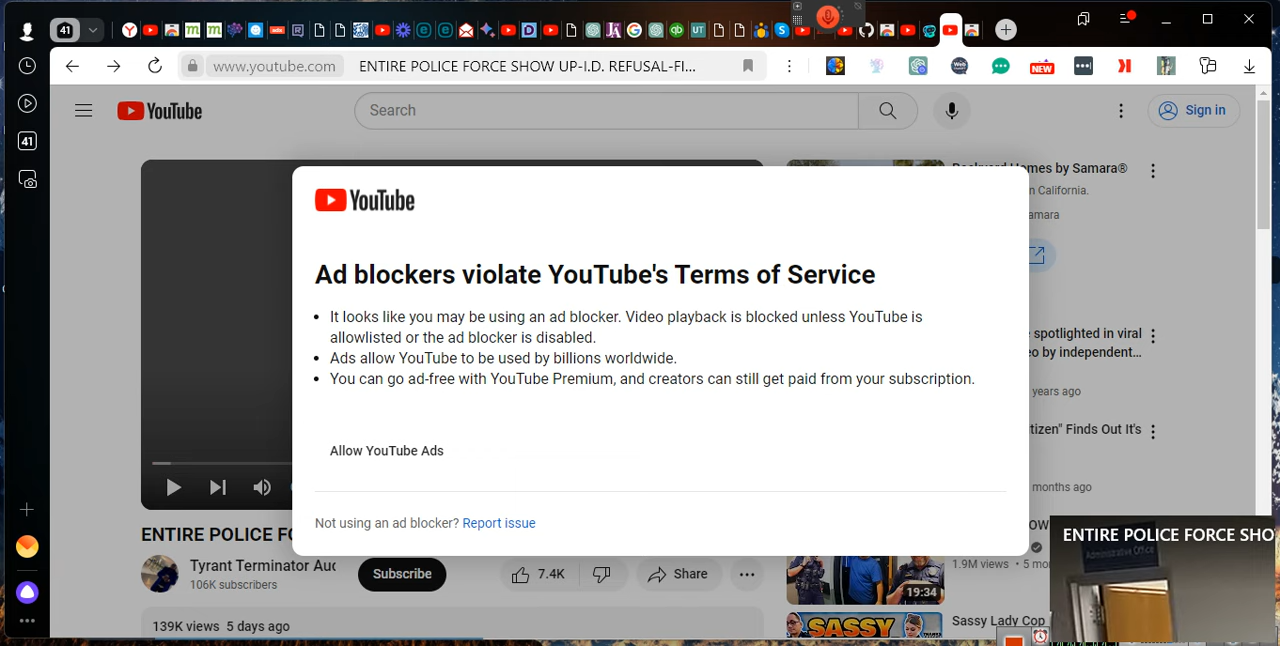 41
www.youtube.com
ENTIRE POLICE FORCE SHOW UP-I.D. REFUSAL-FI...
NEW
YouTube
Search
Sign in
41
YouTube
Homes by Samara®
n California.
amara
Ad blockers violate YouTube's Terms of Service
It looks like you may be using an ad blocker. Video playback is blocked unless YouTube is
allowlisted or the ad blocker is disabled.
Ads allow YouTube to be used by billions worldwide.
You can go ad-free with YouTube Premium, and creators can still get paid from your subscription.
spotlighted in viral
eo by independent...
years ago
tizen" Finds Out It's
months ago
Allow YouTube Ads
Not using an ad blocker? Report issue
ENTIRE POLICE FO
Tyrant Terminator Auc
106K subscribers
Subscribe
7.4K
Share
1.9M views • 5 mo
19:34
139K views 5 days ago
SASSY
Sassy Lady Cop
ENTIRE POLICE FORCE SHO
Administrative Office